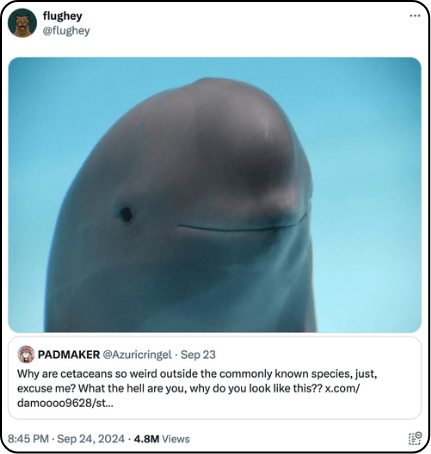 flughey
@flughey
PADMAKER @Azuricringel · Sep 23
Why are cetaceans so weird outside the commonly known species, just,
excuse me? What the hell are you, why do you look like this?? x.com/
damoooo9628/st...
8:45 PM · Sep 24, 2024 · 4.8M Views